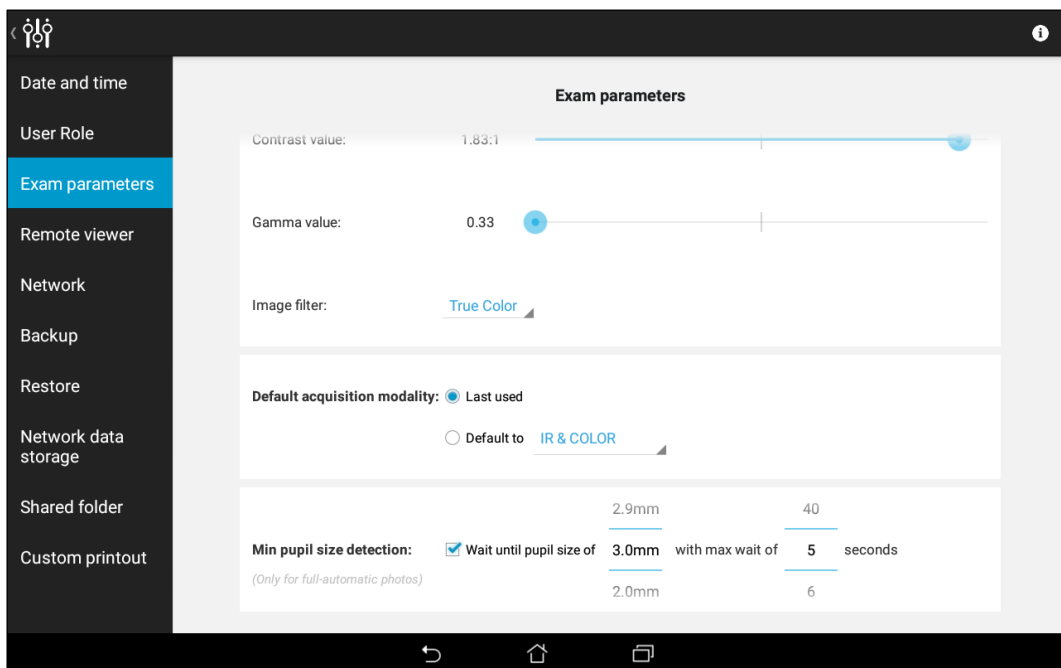 Date and time
User Role
Exam parameters
Remote viewer
Network
Backup
Restore
Network data
storage
Shared folder
Custom printout
Exam parameters
Contrast value: 1.83:1
Gamma value: 0.33
Image filter: True Color
Default acquisition modality: Last used
Default to IR & COLOR
2.9mm 40
Min pupil size detection: Wait until pupil size of 3.0mm with max wait of 5 seconds
(Only for full-automatic photos)
2.0mm 6